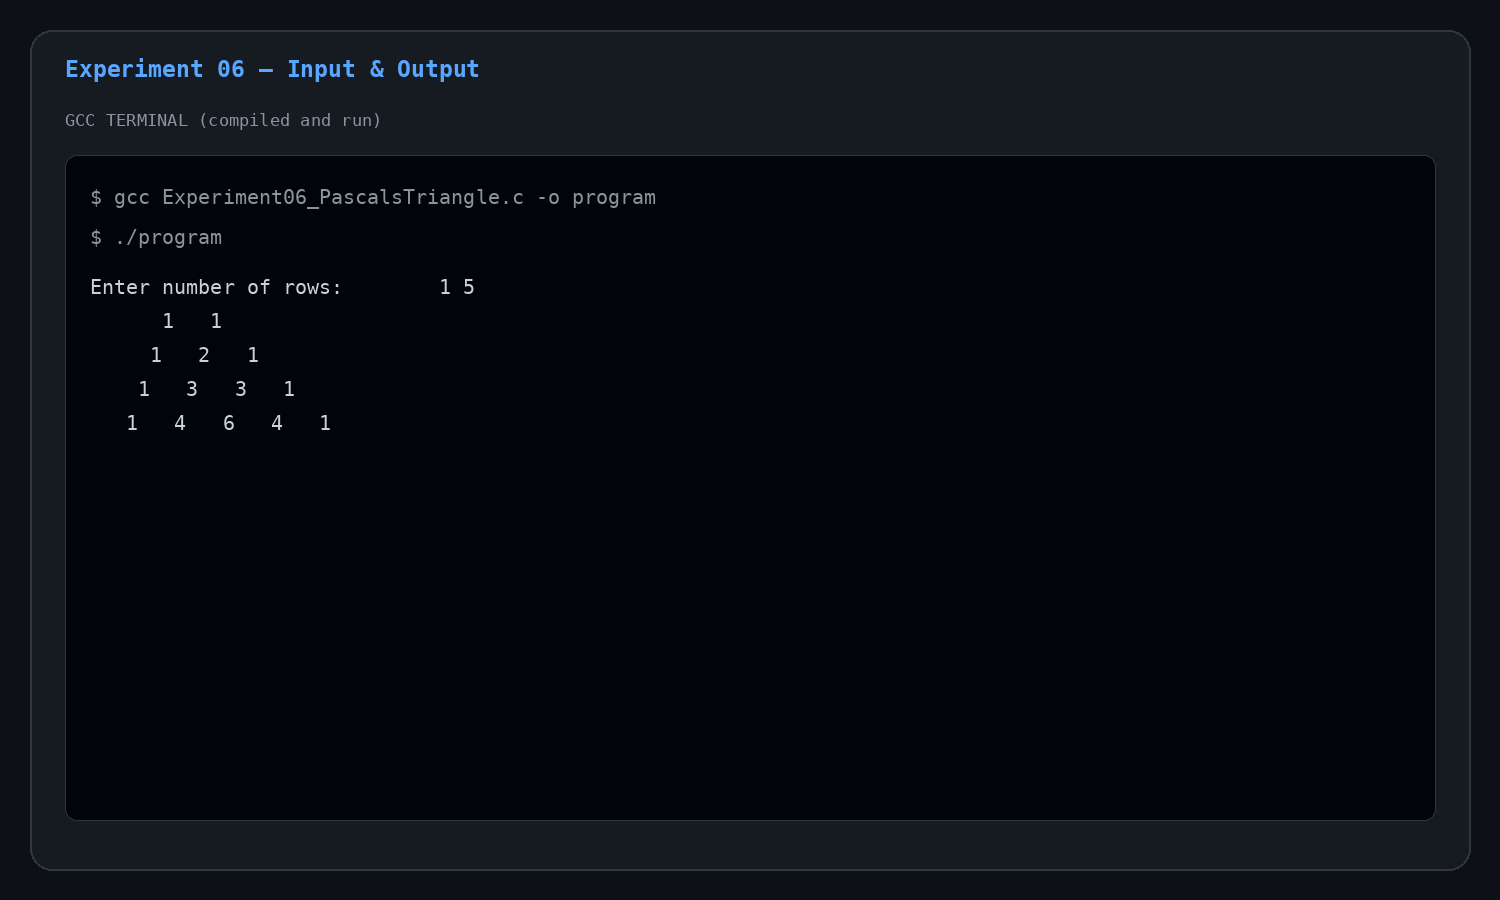 Experiment 06 — Input & Output
GCC TERMINAL (compiled and run)
$ gcc Experiment06_PascalsTriangle.c -o program
$ ./program
Enter number of rows:        1 5
      1   1
     1   2   1
    1   3   3   1
   1   4   6   4   1